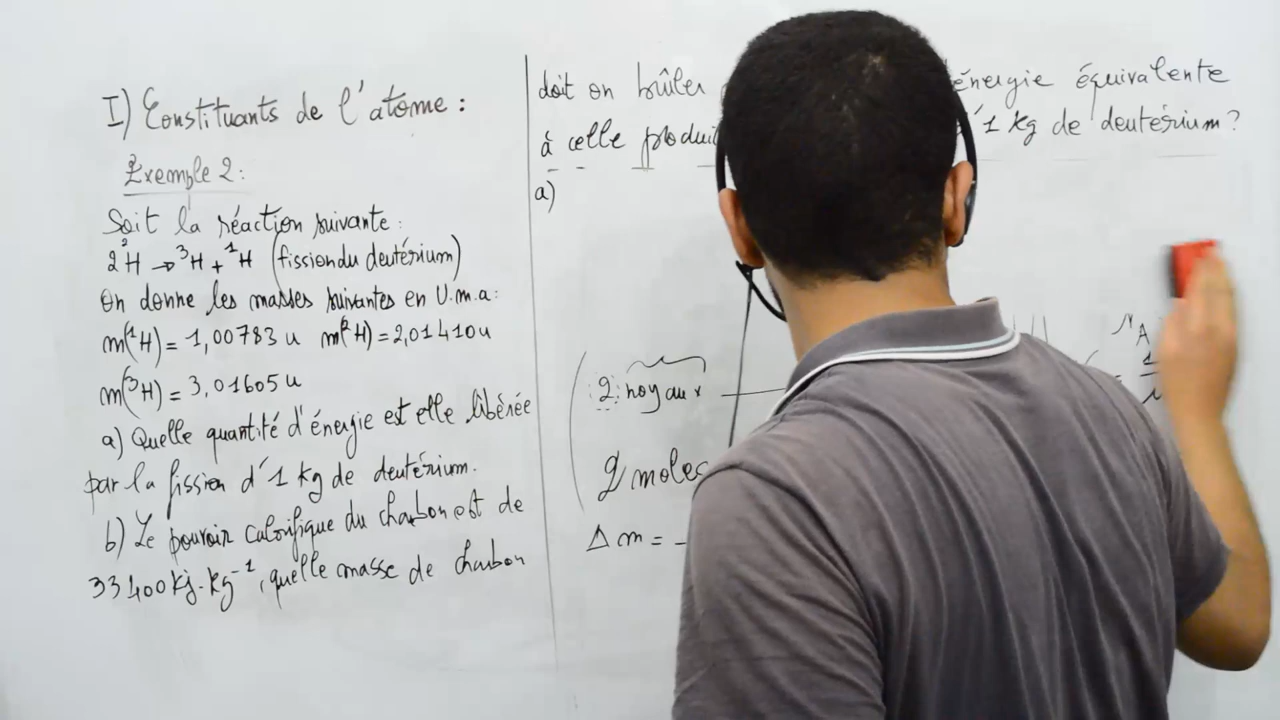 I) Constituants de l'atome :
Exemple 2:
Soit la réaction suivante :
2 ²H → ³H + ¹H (fission du deutérium)
On donne les masses suivantes en U.m.a:
m(¹H) = 1,00783 u m(²H) = 2,01410 u
m(³H) = 3,01605 u
a) Quelle quantité d'énergie est elle libérée
par la fission d'1 kg de deutérium.
b) Le pouvoir calorifique du charbon est de
33400 kj.kg⁻¹, quelle masse de charbon
doit on brûler énergie équivalente
à celle 1 kg de deutérium ?
a)
2 noyaux
2 moles
Δm = -